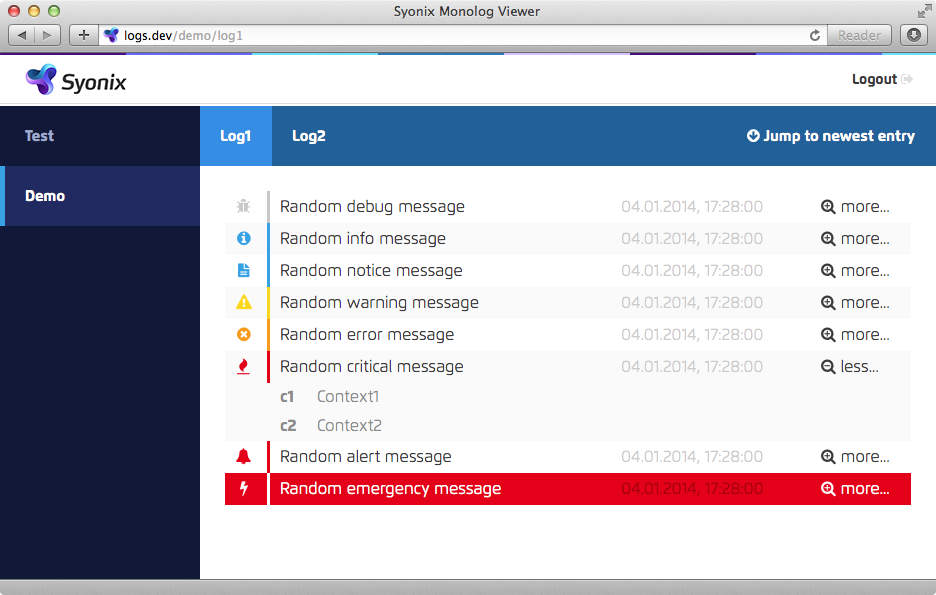 Syonix Monolog Viewer
logs.dev/demo/log1
Reader
Syonix
Logout
Test
Log1
Log2
Jump to newest entry
Demo
Random debug message 04.01.2014, 17:28:00 more...
Random info message 04.01.2014, 17:28:00 more...
Random notice message 04.01.2014, 17:28:00 more...
Random warning message 04.01.2014, 17:28:00 more...
Random error message 04.01.2014, 17:28:00 more...
Random critical message 04.01.2014, 17:28:00 less...
c1 Context1
c2 Context2
Random alert message 04.01.2014, 17:28:00 more...
Random emergency message 04.01.2014, 17:28:00 more...